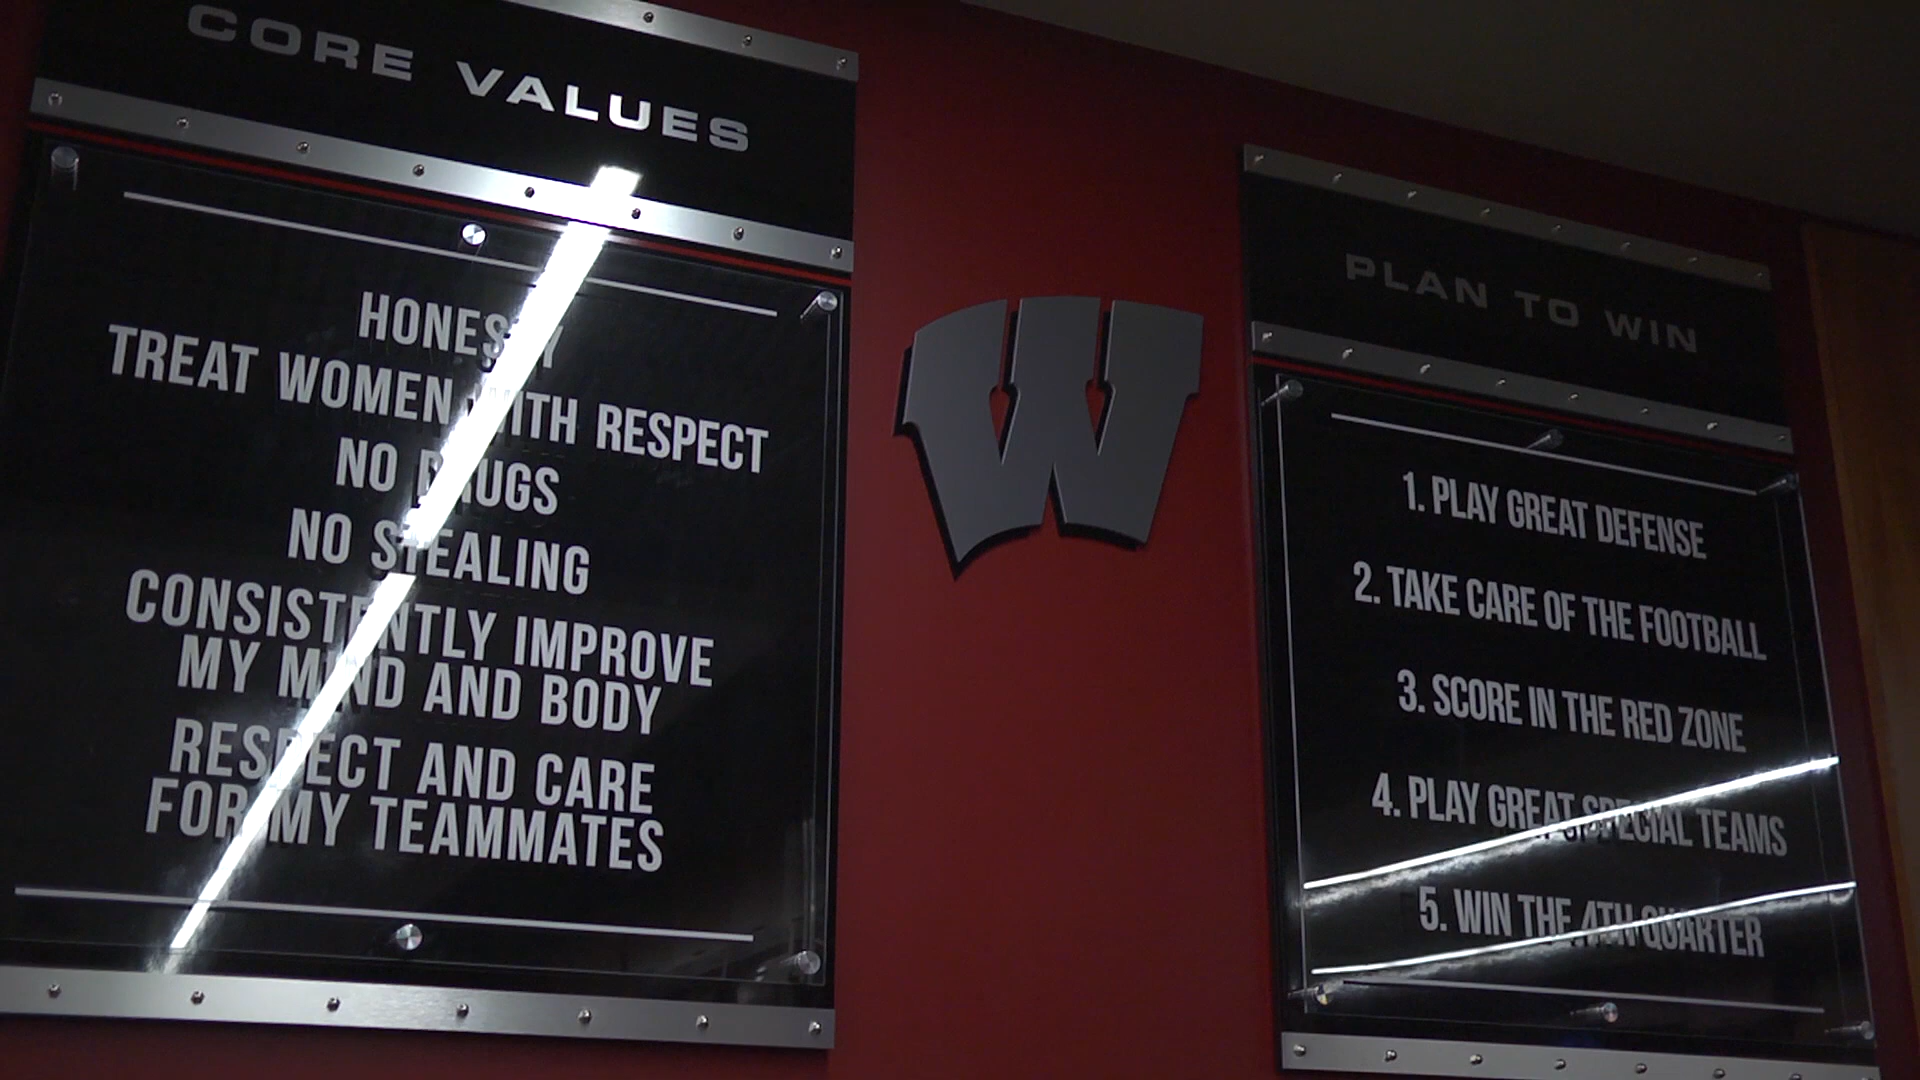 CORE VALUES
HONESTY
TREAT WOMEN WITH RESPECT
NO DRUGS
NO STEALING
CONSISTENTLY IMPROVE
MY MIND AND BODY
RESPECT AND CARE
FOR MY TEAMMATES
W
PLAN TO WIN
1. PLAY GREAT DEFENSE
2. TAKE CARE OF THE FOOTBALL
3. SCORE IN THE RED ZONE
4. PLAY GREAT SPECIAL TEAMS
5. WIN THE 4TH QUARTER